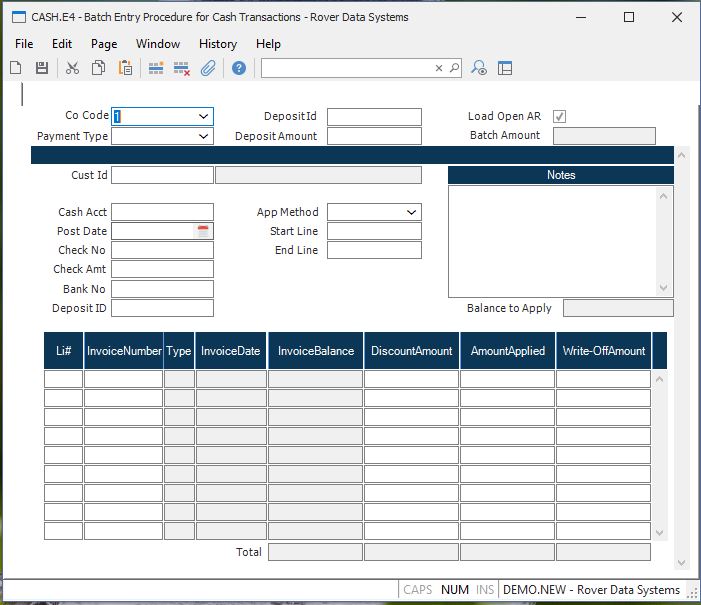 CASH.E4 - Batch Entry Procedure for Cash Transactions - Rover Data Systems
File Edit Page Window History Help
Co Code 1 DepositId Load Open AR
Payment Type Deposit Amount Batch Amount
Cust Id Notes
Cash Acct App Method
Post Date Start Line
Check No End Line
Check Amt
Bank No
Deposit ID Balance to Apply
Li# InvoiceNumber Type InvoiceDate InvoiceBalance DiscountAmount AmountApplied Write-OffAmount
Total
CAPS NUM INS DEMO.NEW - Rover Data Systems